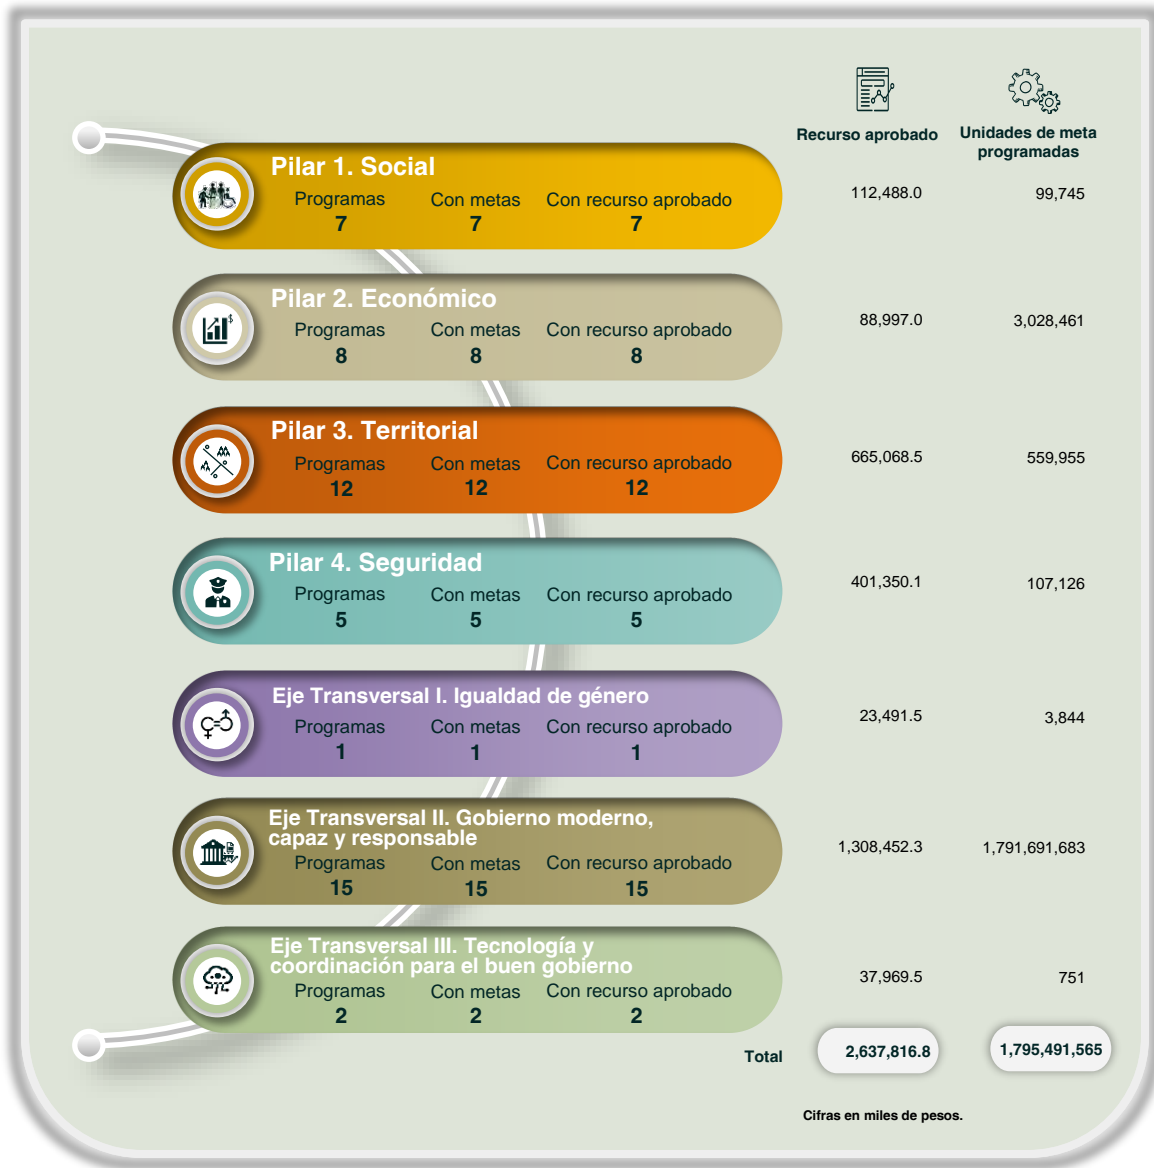 Recurso aprobado
Unidades de meta
programadas
Pilar 1. Social
Programas Con metas Con recurso aprobado
7 7 7
112,488.0 99,745
Pilar 2. Económico
Programas Con metas Con recurso aprobado
8 8 8
88,997.0 3,028,461
Pilar 3. Territorial
Programas Con metas Con recurso aprobado
12 12 12
665,068.5 559,955
Pilar 4. Seguridad
Programas Con metas Con recurso aprobado
5 5 5
401,350.1 107,126
Eje Transversal I. Igualdad de género
Programas Con metas Con recurso aprobado
1 1 1
23,491.5 3,844
Eje Transversal II. Gobierno moderno,
capaz y responsable
Programas Con metas Con recurso aprobado
15 15 15
1,308,452.3 1,791,691,683
Eje Transversal III. Tecnología y
coordinación para el buen gobierno
Programas Con metas Con recurso aprobado
2 2 2
37,969.5 751
Total 2,637,816.8 1,795,491,565
Cifras en miles de pesos.